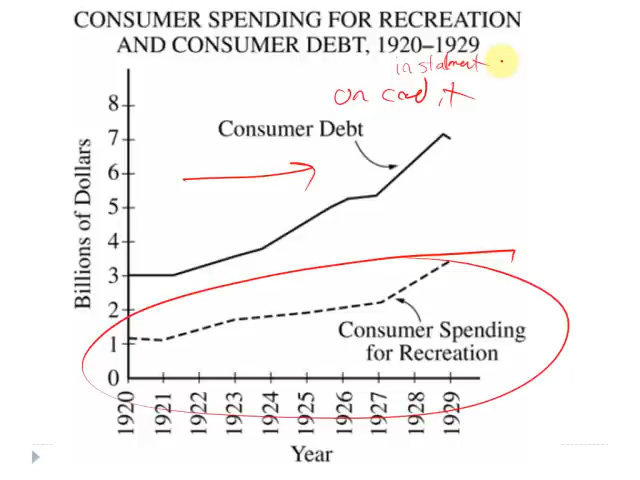 CONSUMER SPENDING FOR RECREATION
AND CONSUMER DEBT, 1920–1929
instalment
on credit
8
Consumer Debt
7
6
5
4
3
2
1
0
Billions of Dollars
Consumer Spending
for Recreation
1920
1921
1922
1923
1924
1925
1926
1927
1928
1929
Year